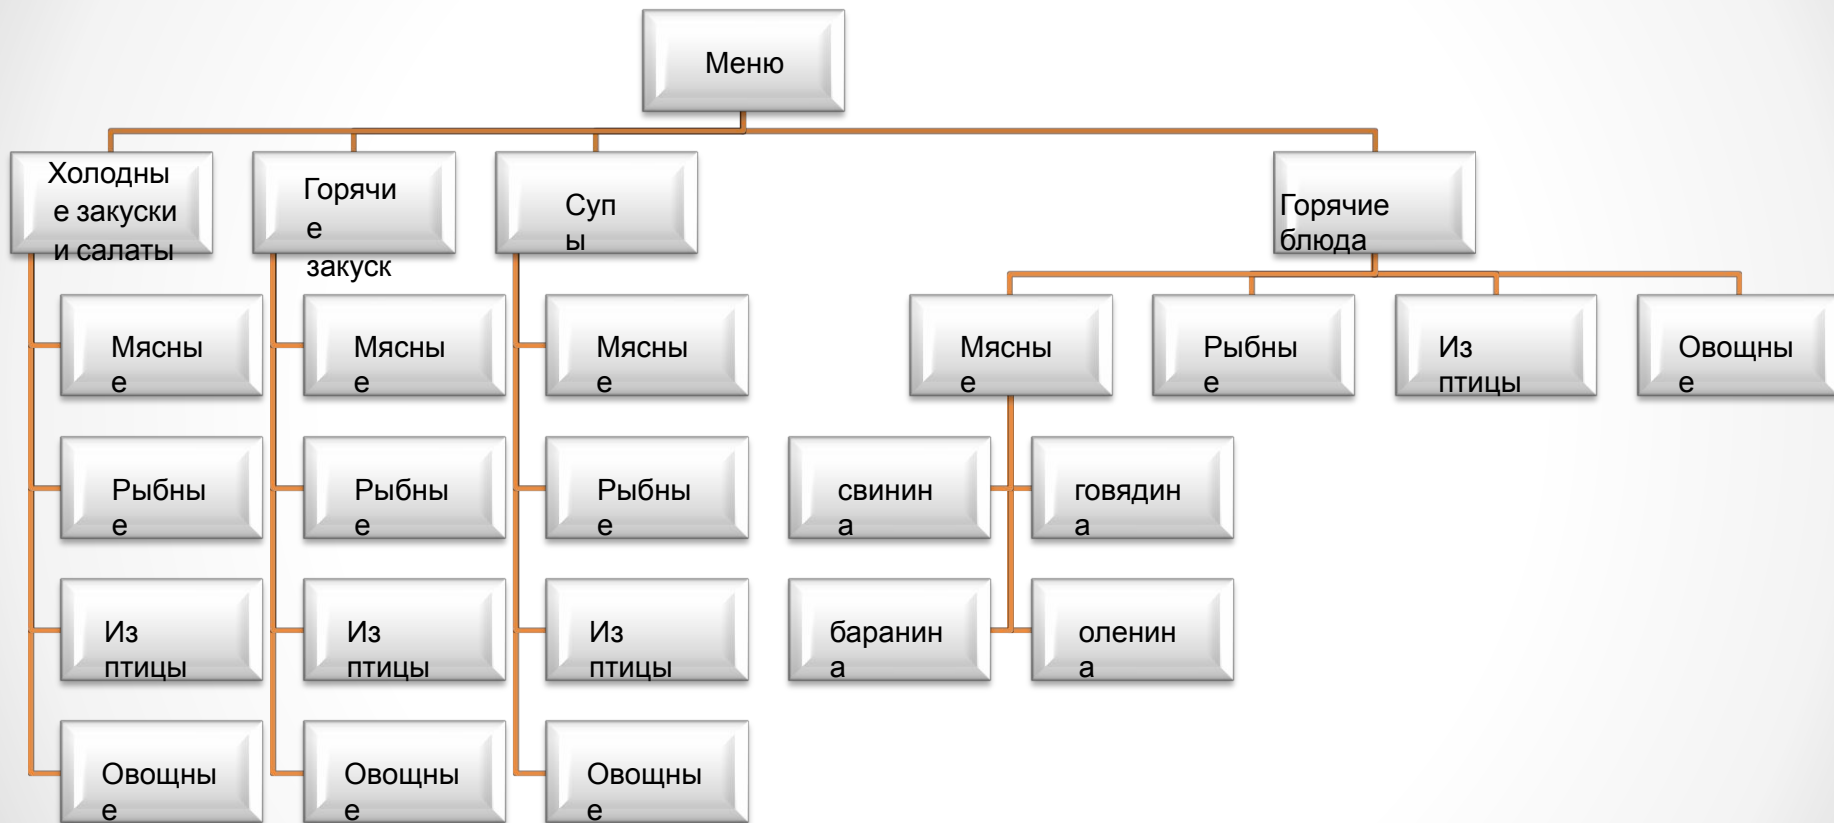 Меню
Холодны
е закуски
и салаты
Горячи
е
закуск
Суп
ы
Горячие
блюда
Мясны
е
Рыбны
е
Из
птицы
Овощны
е
Мясны
е
Рыбны
е
Из
птицы
Овощны
е
Мясны
е
Рыбны
е
Из
птицы
Овощны
е
Мясны
е
Рыбны
е
Из
птицы
Овощны
е
свинин
а
говядин
а
баранин
а
оленин
а